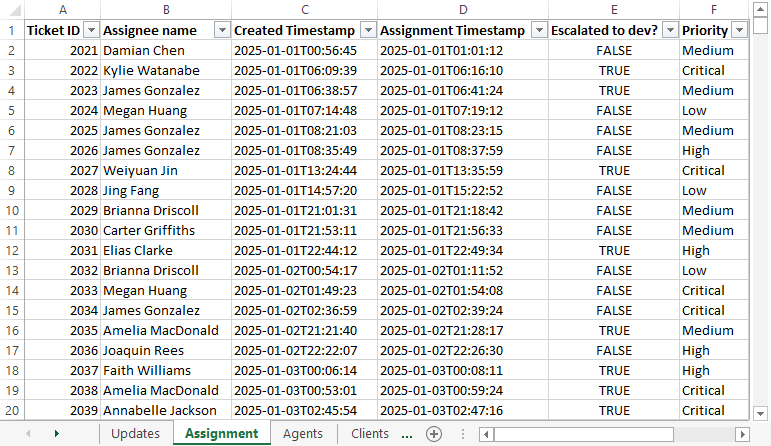 A B C D E F
1 Ticket ID Assignee name Created Timestamp Assignment Timestamp Escalated to dev? Priority
2 2021 Damian Chen 2025-01-01T00:56:45 2025-01-01T01:01:12 FALSE Medium
3 2022 Kylie Watanabe 2025-01-01T06:09:39 2025-01-01T06:16:10 TRUE Critical
4 2023 James Gonzalez 2025-01-01T06:38:57 2025-01-01T06:41:24 TRUE Medium
5 2024 Megan Huang 2025-01-01T07:14:48 2025-01-01T07:19:12 FALSE Low
6 2025 James Gonzalez 2025-01-01T08:21:03 2025-01-01T08:23:15 FALSE Medium
7 2026 James Gonzalez 2025-01-01T08:35:49 2025-01-01T08:37:59 FALSE High
8 2027 Weiyuan Jin 2025-01-01T13:24:44 2025-01-01T13:35:59 TRUE Critical
9 2028 Jing Fang 2025-01-01T14:57:20 2025-01-01T15:22:52 FALSE Low
10 2029 Brianna Driscoll 2025-01-01T21:01:31 2025-01-01T21:18:42 FALSE Medium
11 2030 Carter Griffiths 2025-01-01T21:53:11 2025-01-01T21:56:33 FALSE Medium
12 2031 Elias Clarke 2025-01-01T22:44:12 2025-01-01T22:49:34 TRUE High
13 2032 Brianna Driscoll 2025-01-02T00:54:17 2025-01-02T01:11:52 FALSE Low
14 2033 Megan Huang 2025-01-02T01:49:23 2025-01-02T01:54:08 FALSE Critical
15 2034 James Gonzalez 2025-01-02T02:36:59 2025-01-02T02:39:24 FALSE Critical
16 2035 Amelia MacDonald 2025-01-02T21:21:40 2025-01-02T21:28:17 TRUE Medium
17 2036 Joaquin Rees 2025-01-02T22:22:07 2025-01-02T22:26:30 FALSE High
18 2037 Faith Williams 2025-01-03T00:06:14 2025-01-03T00:08:11 TRUE High
19 2038 Amelia MacDonald 2025-01-03T00:53:01 2025-01-03T00:59:24 TRUE Critical
20 2039 Annabelle Jackson 2025-01-03T02:45:54 2025-01-03T02:47:16 TRUE Critical
Updates Assignment Agents Clients ...